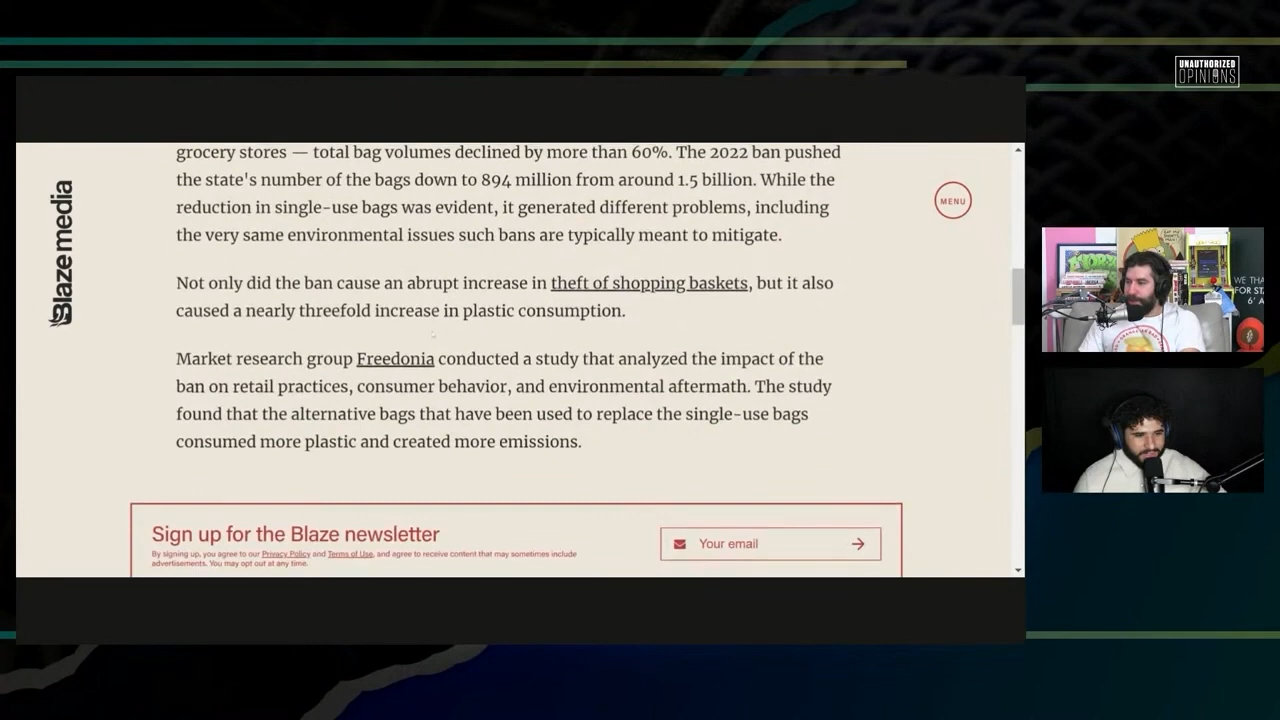 UNAUTHORIZED
OPINIONS
grocery stores — total bag volumes declined by more than 60%. The 2022 ban pushed
the state's number of the bags down to 894 million from around 1.5 billion. While the
reduction in single-use bags was evident, it generated different problems, including
the very same environmental issues such bans are typically meant to mitigate.
Blaze media
MENU
Not only did the ban cause an abrupt increase in theft of shopping baskets, but it also
caused a nearly threefold increase in plastic consumption.
Market research group Freedonia conducted a study that analyzed the impact of the
ban on retail practices, consumer behavior, and environmental aftermath. The study
found that the alternative bags that have been used to replace the single-use bags
consumed more plastic and created more emissions.
Sign up for the Blaze newsletter
By signing up, you agree to our Privacy Policy and Terms of Use, and agree to receive content that may sometimes include
advertisements. You may opt out at any time.
Your email
WE THA
FOR STA
6' A